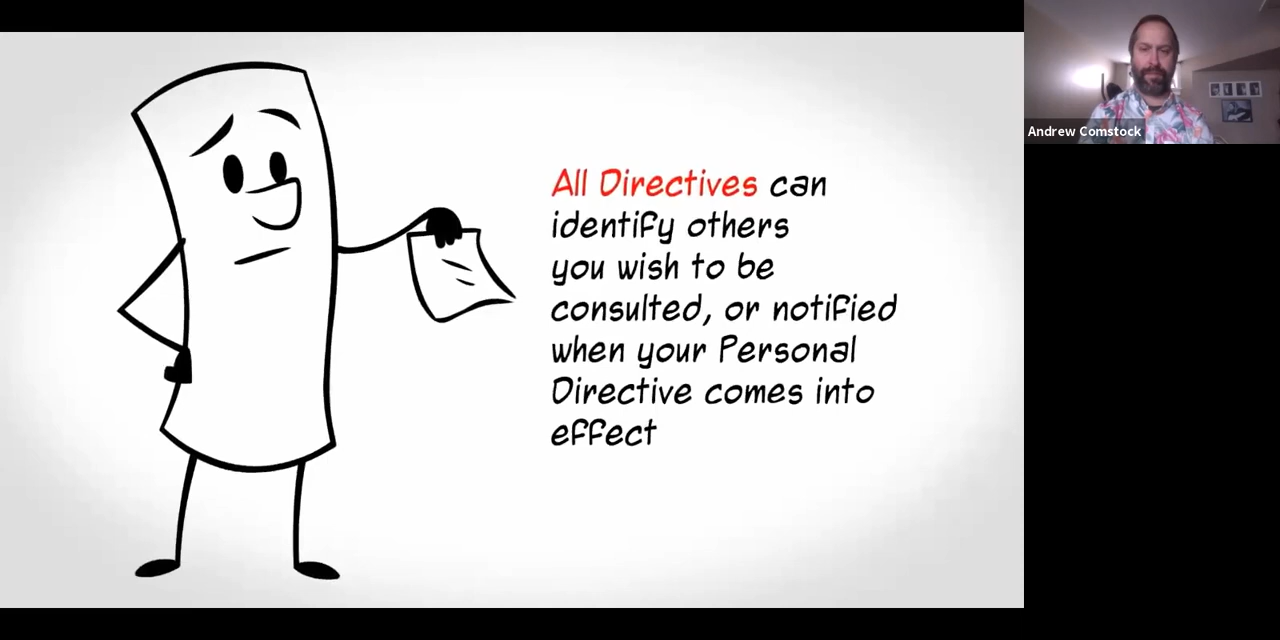 All Directives can
identify others
you wish to be
consulted, or notified
when your Personal
Directive comes into
effect
Andrew Comstock